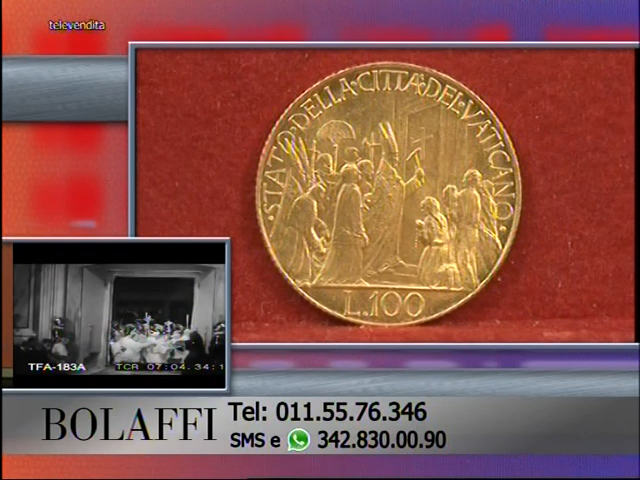 televendita
· STATO · DELLA · CITTÀ · DEL · VATICANO ·
L. 100
TFA-183A TCR 07:04:34:1
BOLAFFI
Tel: 011.55.76.346
SMS e 342.830.00.90